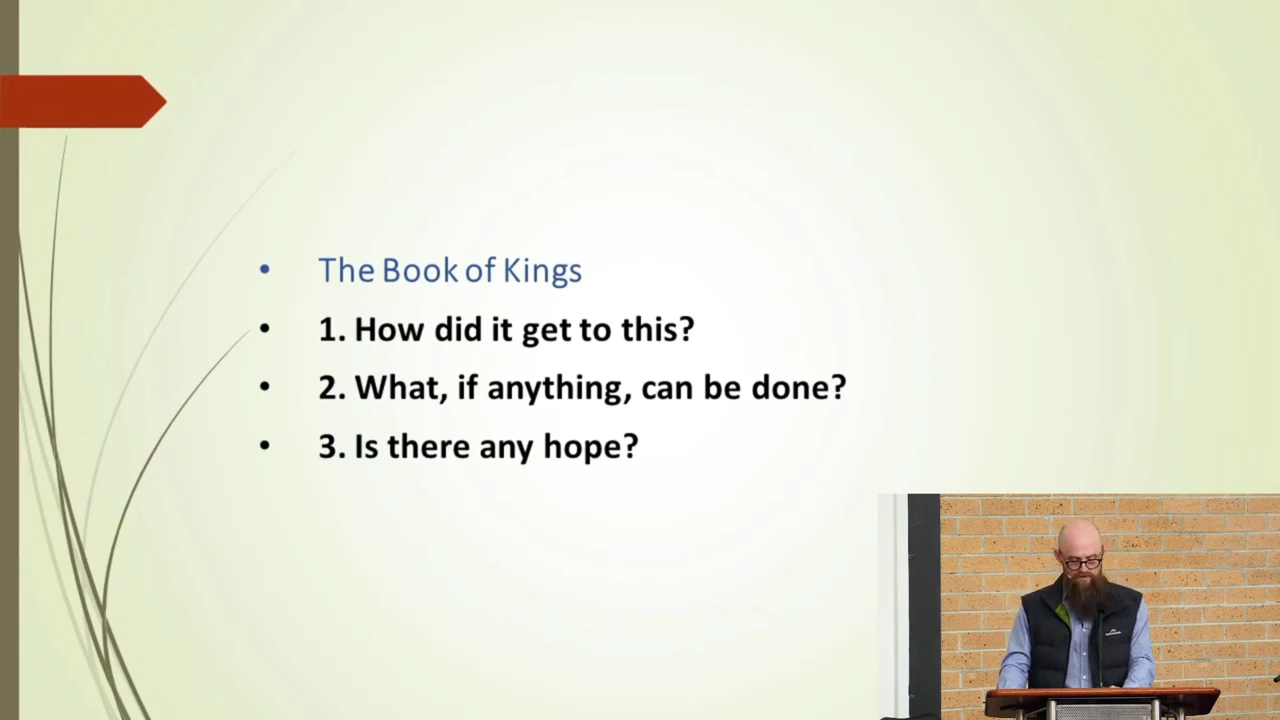 • The Book of Kings
• 1. How did it get to this?
• 2. What, if anything, can be done?
• 3. Is there any hope?